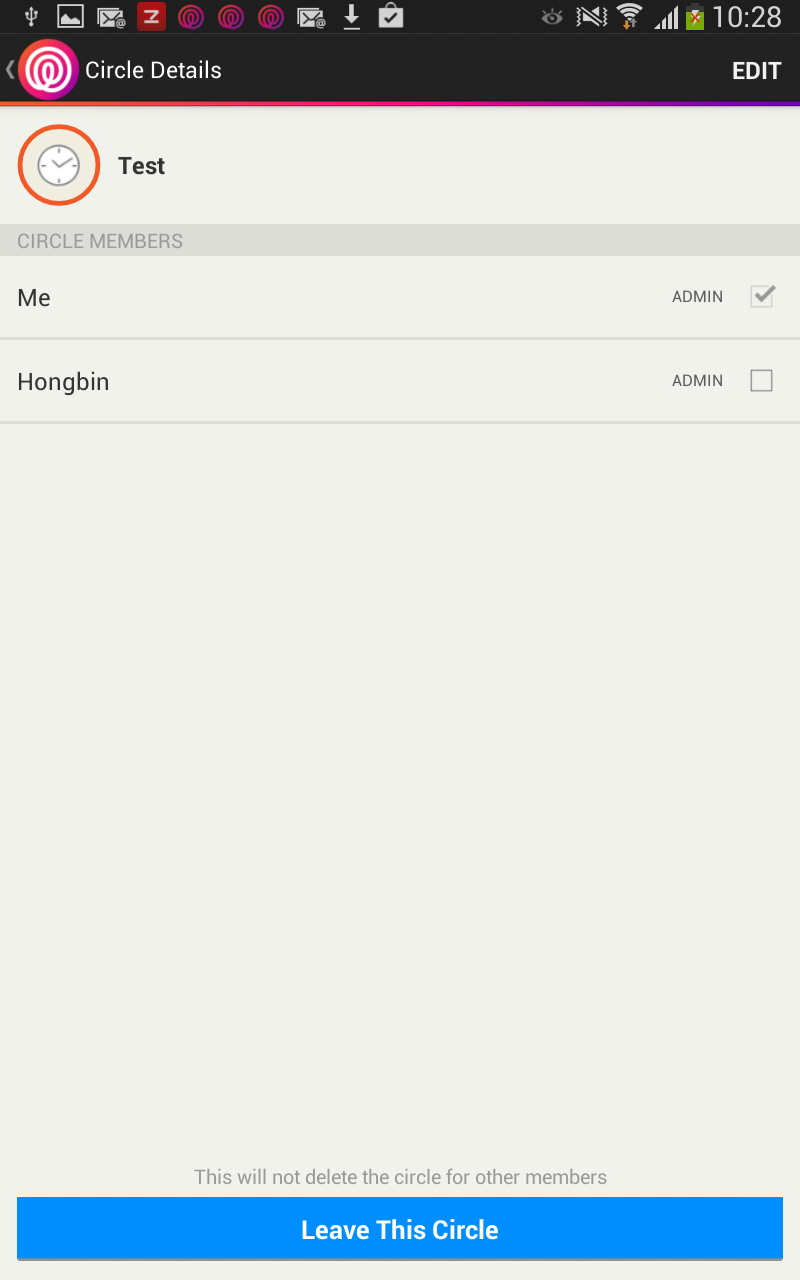 10:28
Circle Details
EDIT
Test
CIRCLE MEMBERS
Me ADMIN
Hongbin ADMIN
This will not delete the circle for other members
Leave This Circle